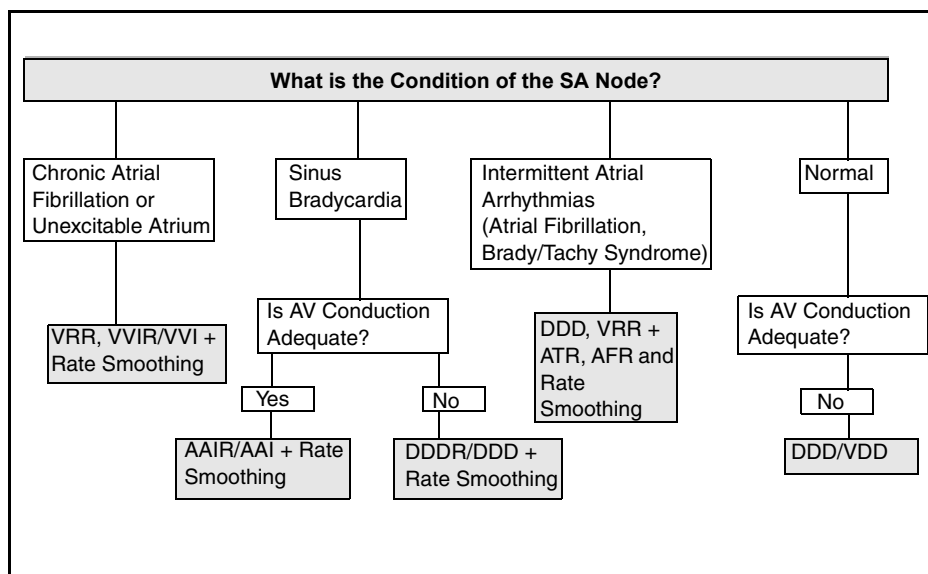 What is the Condition of the SA Node?
Chronic Atrial
Fibrillation or
Unexcitable Atrium
Sinus
Bradycardia
Intermittent Atrial
Arrhythmias
(Atrial Fibrillation,
Brady/Tachy Syndrome)
Normal
VRR, VVIR/VVI +
Rate Smoothing
Is AV Conduction
Adequate?
DDD, VRR +
ATR, AFR and
Rate
Smoothing
Is AV Conduction
Adequate?
Yes
No
No
AAIR/AAI + Rate
Smoothing
DDDR/DDD +
Rate Smoothing
DDD/VDD